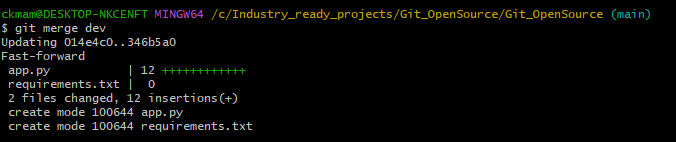 ckmam@DESKTOP-NKCENFT MINGW64 /c/Industry_ready_projects/Git_OpenSource/Git_OpenSource (main)
$ git merge dev
Updating 014e4c0..346b5a0
Fast-forward
 app.py           | 12 ++++++++++++
 requirements.txt |  0
 2 files changed, 12 insertions(+)
 create mode 100644 app.py
 create mode 100644 requirements.txt